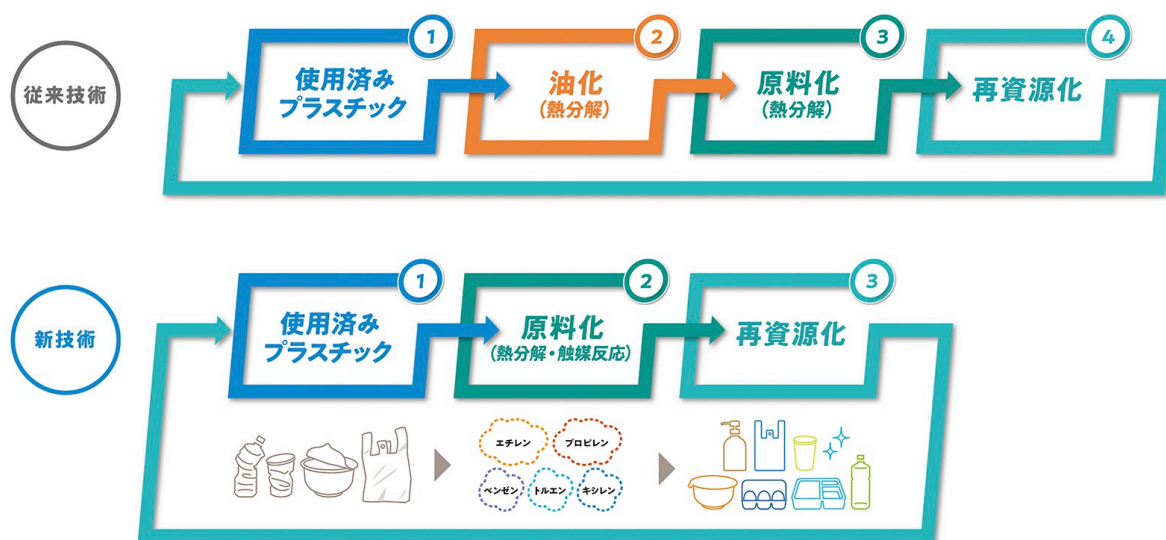 従来技術
1
使用済み
プラスチック
2
油化
(熱分解)
3
原料化
(熱分解)
4
再資源化
新技術
1
使用済み
プラスチック
2
原料化
(熱分解・触媒反応)
3
再資源化
エチレン
プロピレン
ベンゼン
トルエン
キシレン